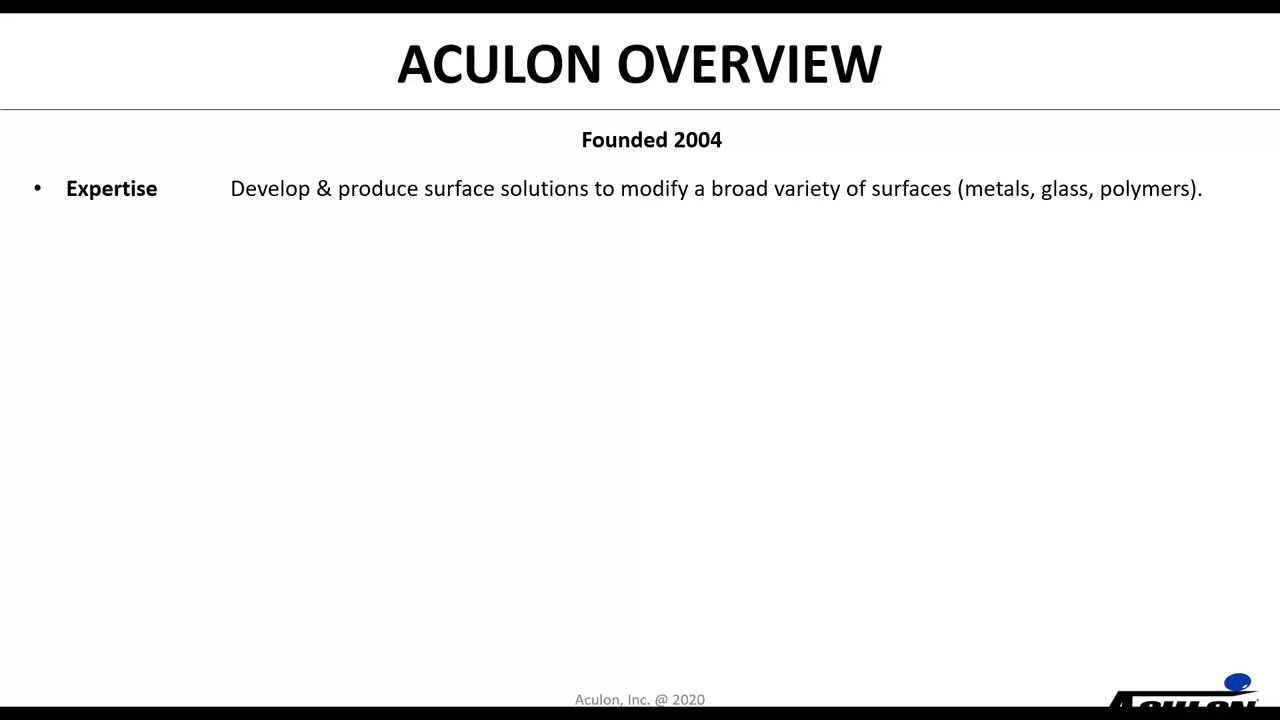 ACULON OVERVIEW
Founded 2004
• Expertise Develop & produce surface solutions to modify a broad variety of surfaces (metals, glass, polymers).
Aculon, Inc. @ 2020
ACULON